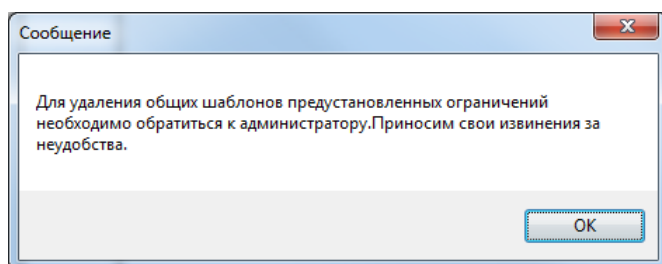 Сообщение
Для удаления общих шаблонов предустановленных ограничений
необходимо обратиться к администратору.Приносим свои извинения за
неудобства.
OK